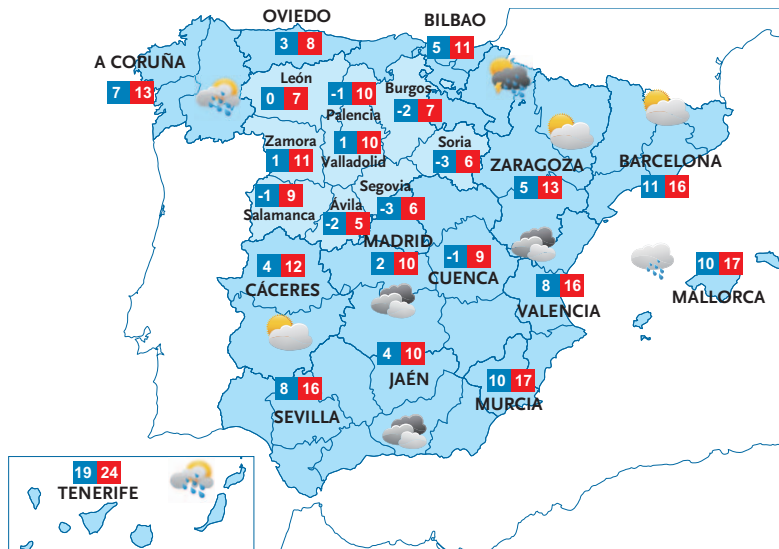 OVIEDO
3 8
BILBAO
5 11
A CORUÑA
7 13
León
0 7
-1 10
Palencia
Burgos
-2 7
Zamora
1 11
1 10
Valladolid
Soria
-3 6
ZARAGOZA
5 13
BARCELONA
11 16
-1 9
Salamanca
Ávila
-2 5
Segovia
-3 6
MADRID
2 10
-1 9
CUENCA
4 12
CÁCERES
8 16
VALENCIA
10 17
MALLORCA
4 10
JAÉN
8 16
SEVILLA
10 17
MURCIA
19 24
TENERIFE